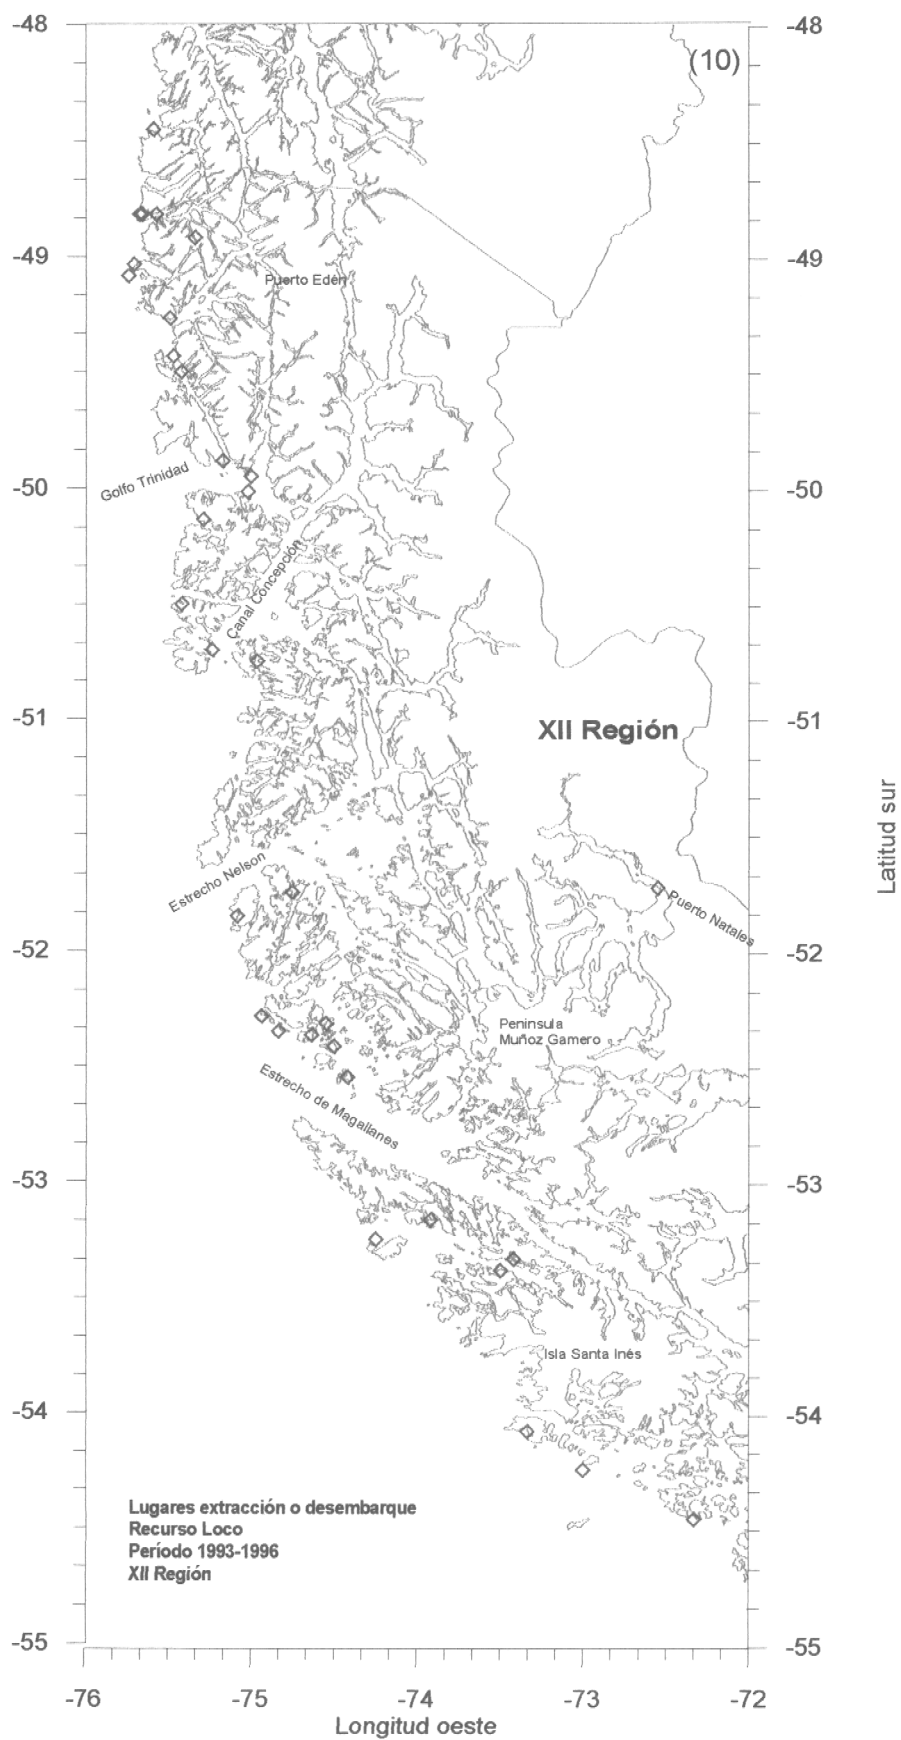 -48
-48
(10)
-49
-49
Puerto Edén
Golfo Trinidad
-50
-50
Canal Concepción
-51
-51
XII Región
Latitud sur
Estrecho Nelson
Puerto Natales
-52
-52
Península
Muñoz Gamero
Estrecho de Magallanes
-53
-53
Isla Santa Inés
-54
-54
Lugares extracción o desembarque
Recurso Loco
Período 1993-1996
XII Región
-55
-55
-76
-75
-74
-73
-72
Longitud oeste